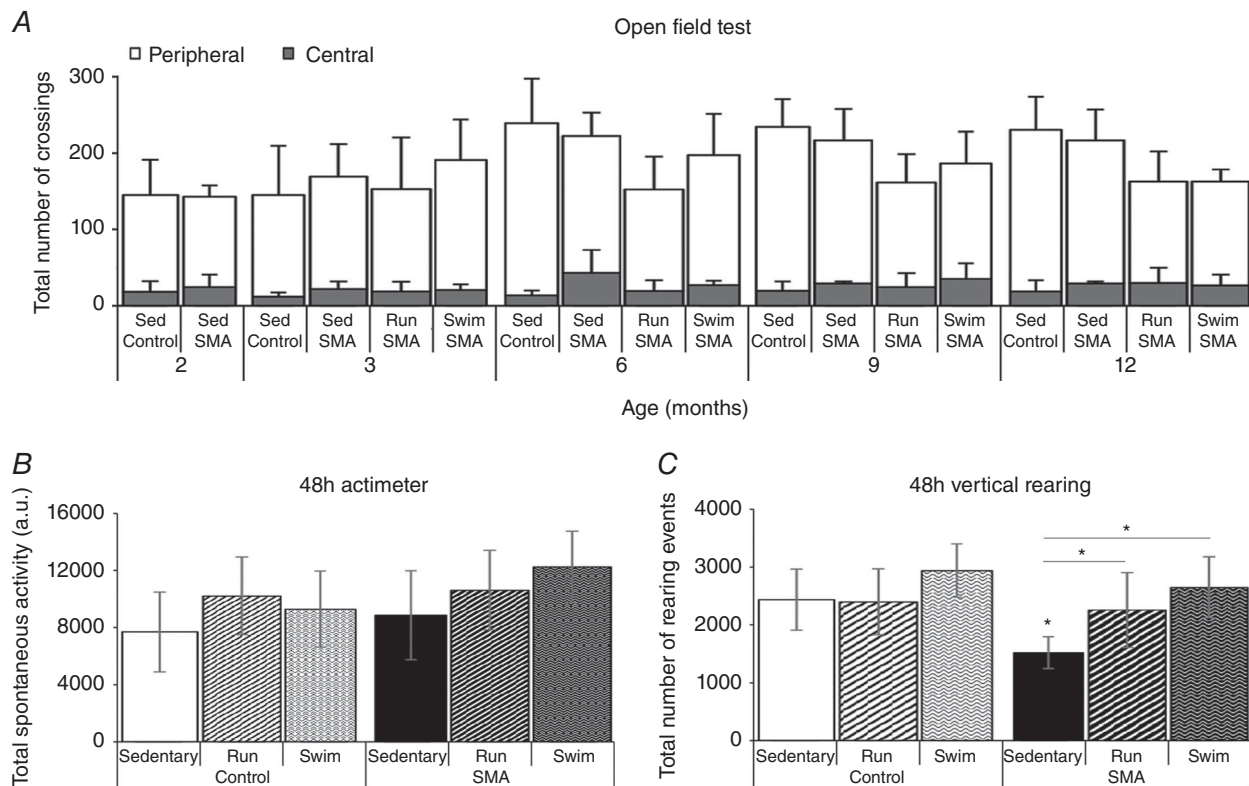 A
Open field test
Peripheral
Central
Total number of crossings
300
200
100
0
Sed Control
Sed SMA
Sed Control
Sed SMA
Run SMA
Swim SMA
Sed Control
Sed SMA
Run SMA
Swim SMA
Sed Control
Sed SMA
Run SMA
Swim SMA
Sed Control
Sed SMA
Run SMA
Swim SMA
2
3
6
9
12
Age (months)
B
48h actimeter
Total spontaneous activity (a.u.)
16000
12000
8000
4000
0
Sedentary
Run
Swim
Sedentary
Run
Swim
Control
SMA
C
48h vertical rearing
Total number of rearing events
4000
3000
2000
1000
0
*
*
*
Sedentary
Run
Swim
Sedentary
Run
Swim
Control
SMA